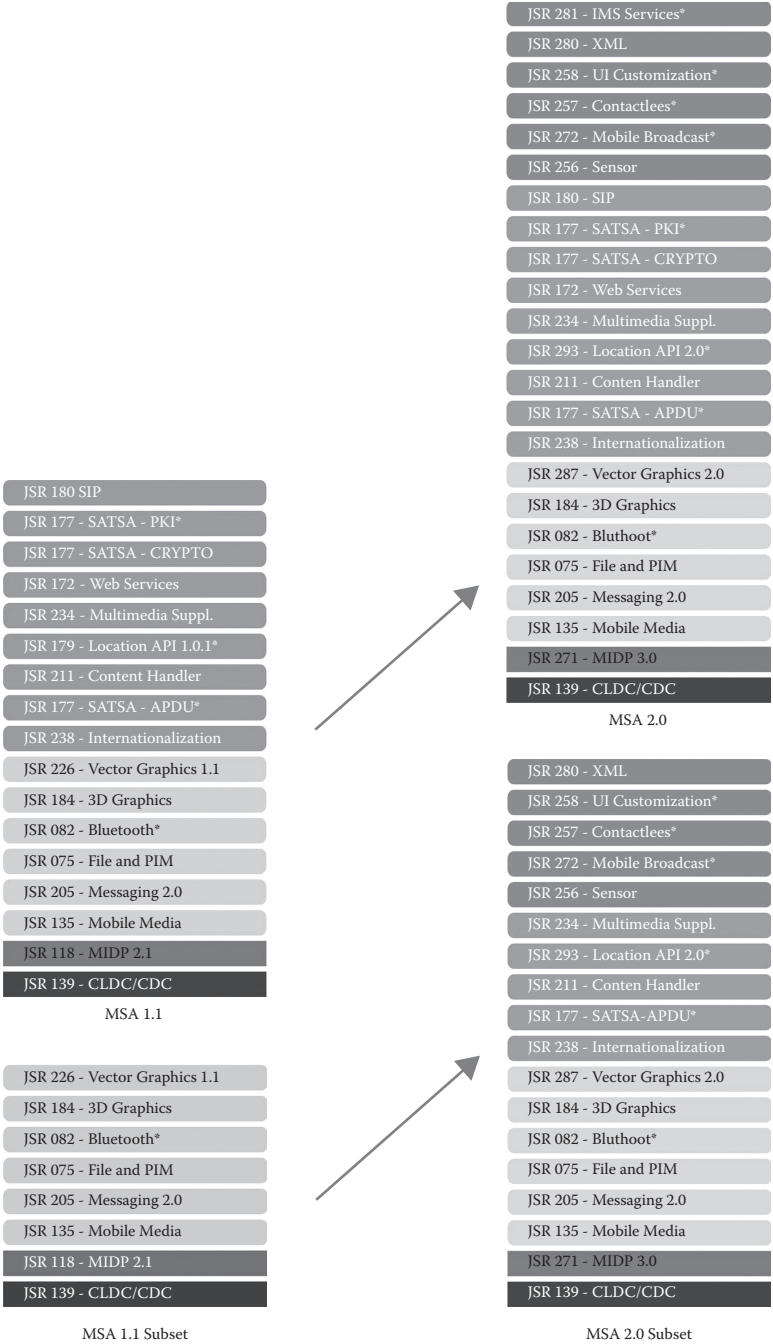 JSR 281 - IMS Services*
JSR 280 - XML
JSR 258 - UI Customization*
JSR 257 - Contactlees*
JSR 272 - Mobile Broadcast*
JSR 256 - Sensor
JSR 180 - SIP
JSR 177 - SATSA - PKI*
JSR 177 - SATSA - CRYPTO
JSR 172 - Web Services
JSR 234 - Multimedia Suppl.
JSR 293 - Location API 2.0*
JSR 211 - Conten Handler
JSR 177 - SATSA - APDU*
JSR 238 - Internationalization
JSR 287 - Vector Graphics 2.0
JSR 184 - 3D Graphics
JSR 082 - Bluthoot*
JSR 075 - File and PIM
JSR 205 - Messaging 2.0
JSR 135 - Mobile Media
JSR 271 - MIDP 3.0
JSR 139 - CLDC/CDC
MSA 2.0
JSR 180 SIP
JSR 177 - SATSA - PKI*
JSR 177 - SATSA - CRYPTO
JSR 172 - Web Services
JSR 234 - Multimedia Suppl.
JSR 179 - Location API 1.0.1*
JSR 211 - Content Handler
JSR 177 - SATSA - APDU*
JSR 238 - Internationalization
JSR 226 - Vector Graphics 1.1
JSR 184 - 3D Graphics
JSR 082 - Bluetooth*
JSR 075 - File and PIM
JSR 205 - Messaging 2.0
JSR 135 - Mobile Media
JSR 118 - MIDP 2.1
JSR 139 - CLDC/CDC
MSA 1.1
JSR 280 - XML
JSR 258 - UI Customization*
JSR 257 - Contactlees*
JSR 272 - Mobile Broadcast*
JSR 256 - Sensor
JSR 234 - Multimedia Suppl.
JSR 293 - Location API 2.0*
JSR 211 - Conten Handler
JSR 177 - SATSA-APDU*
JSR 238 - Internationalization
JSR 287 - Vector Graphics 2.0
JSR 184 - 3D Graphics
JSR 082 - Bluthoot*
JSR 075 - File and PIM
JSR 205 - Messaging 2.0
JSR 135 - Mobile Media
JSR 271 - MIDP 3.0
JSR 139 - CLDC/CDC
MSA 2.0 Subset
JSR 226 - Vector Graphics 1.1
JSR 184 - 3D Graphics
JSR 082 - Bluetooth*
JSR 075 - File and PIM
JSR 205 - Messaging 2.0
JSR 135 - Mobile Media
JSR 118 - MIDP 2.1
JSR 139 - CLDC/CDC
MSA 1.1 Subset